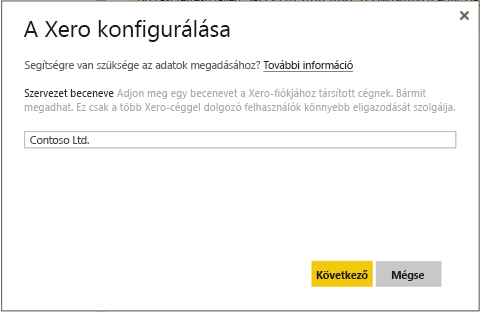 A Xero konfigurálása
Segítségre van szüksége az adatok megadásához? További információ
Szervezet beceneve Adjon meg egy becenevet a Xero-fiókjához társított cégnek. Bármit
megadhat. Ez csak a több Xero-céggel dolgozó felhasználók könnyebb eligazodását szolgálja.
Contoso Ltd.
Következő Mégse